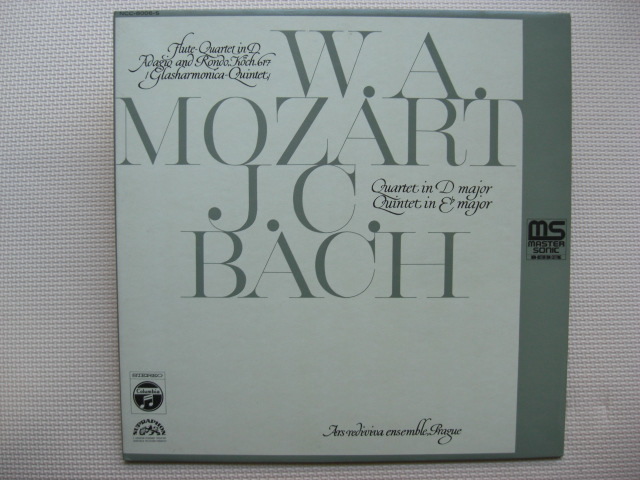 Flute-Quartet in D
Adagio and Rondo, Köch. 617
(Glasharmonica-Quintet)
W. A.
MOZART
J. C.
BACH
Quartet in D major
Quintet in E♭ major
ms
MASTER
SONIC
STEREO
Columbia
SUPRAPHON
Ars rediviva ensemble, Prague